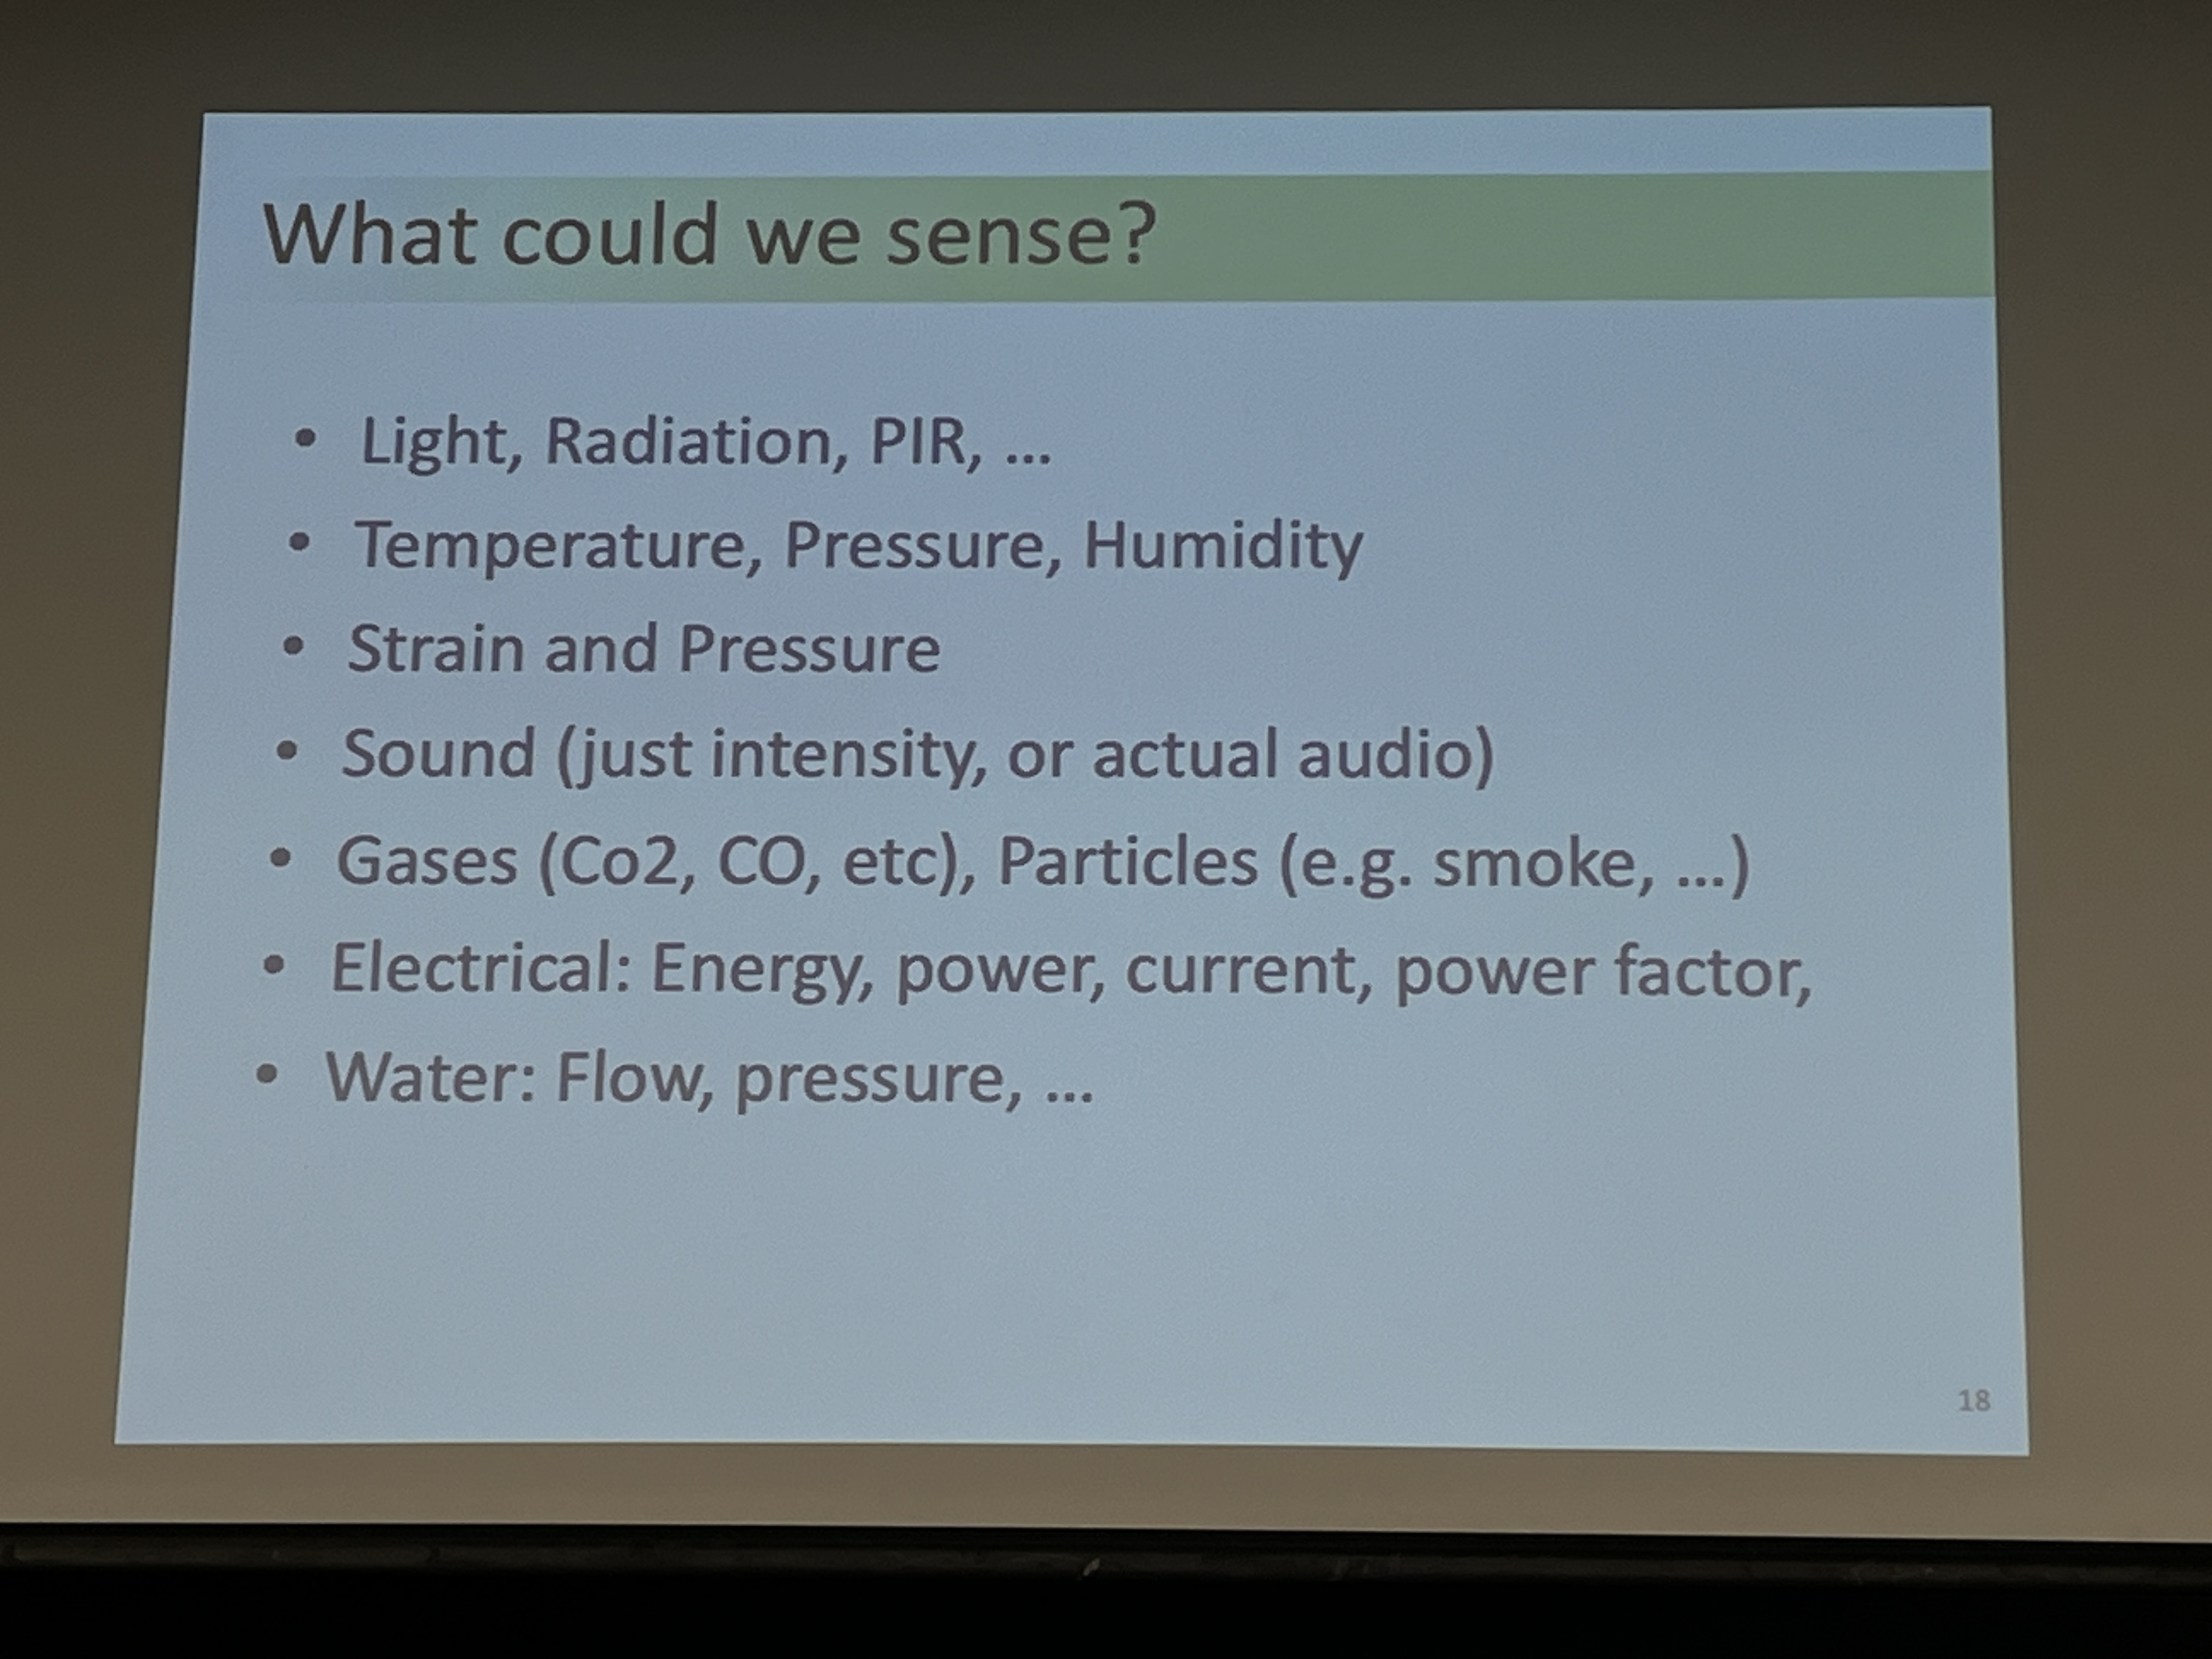 What could we sense?
• Light, Radiation, PIR, ...
• Temperature, Pressure, Humidity
• Strain and Pressure
• Sound (just intensity, or actual audio)
• Gases (Co2, CO, etc), Particles (e.g. smoke, ...)
• Electrical: Energy, power, current, power factor,
• Water: Flow, pressure, ...
18